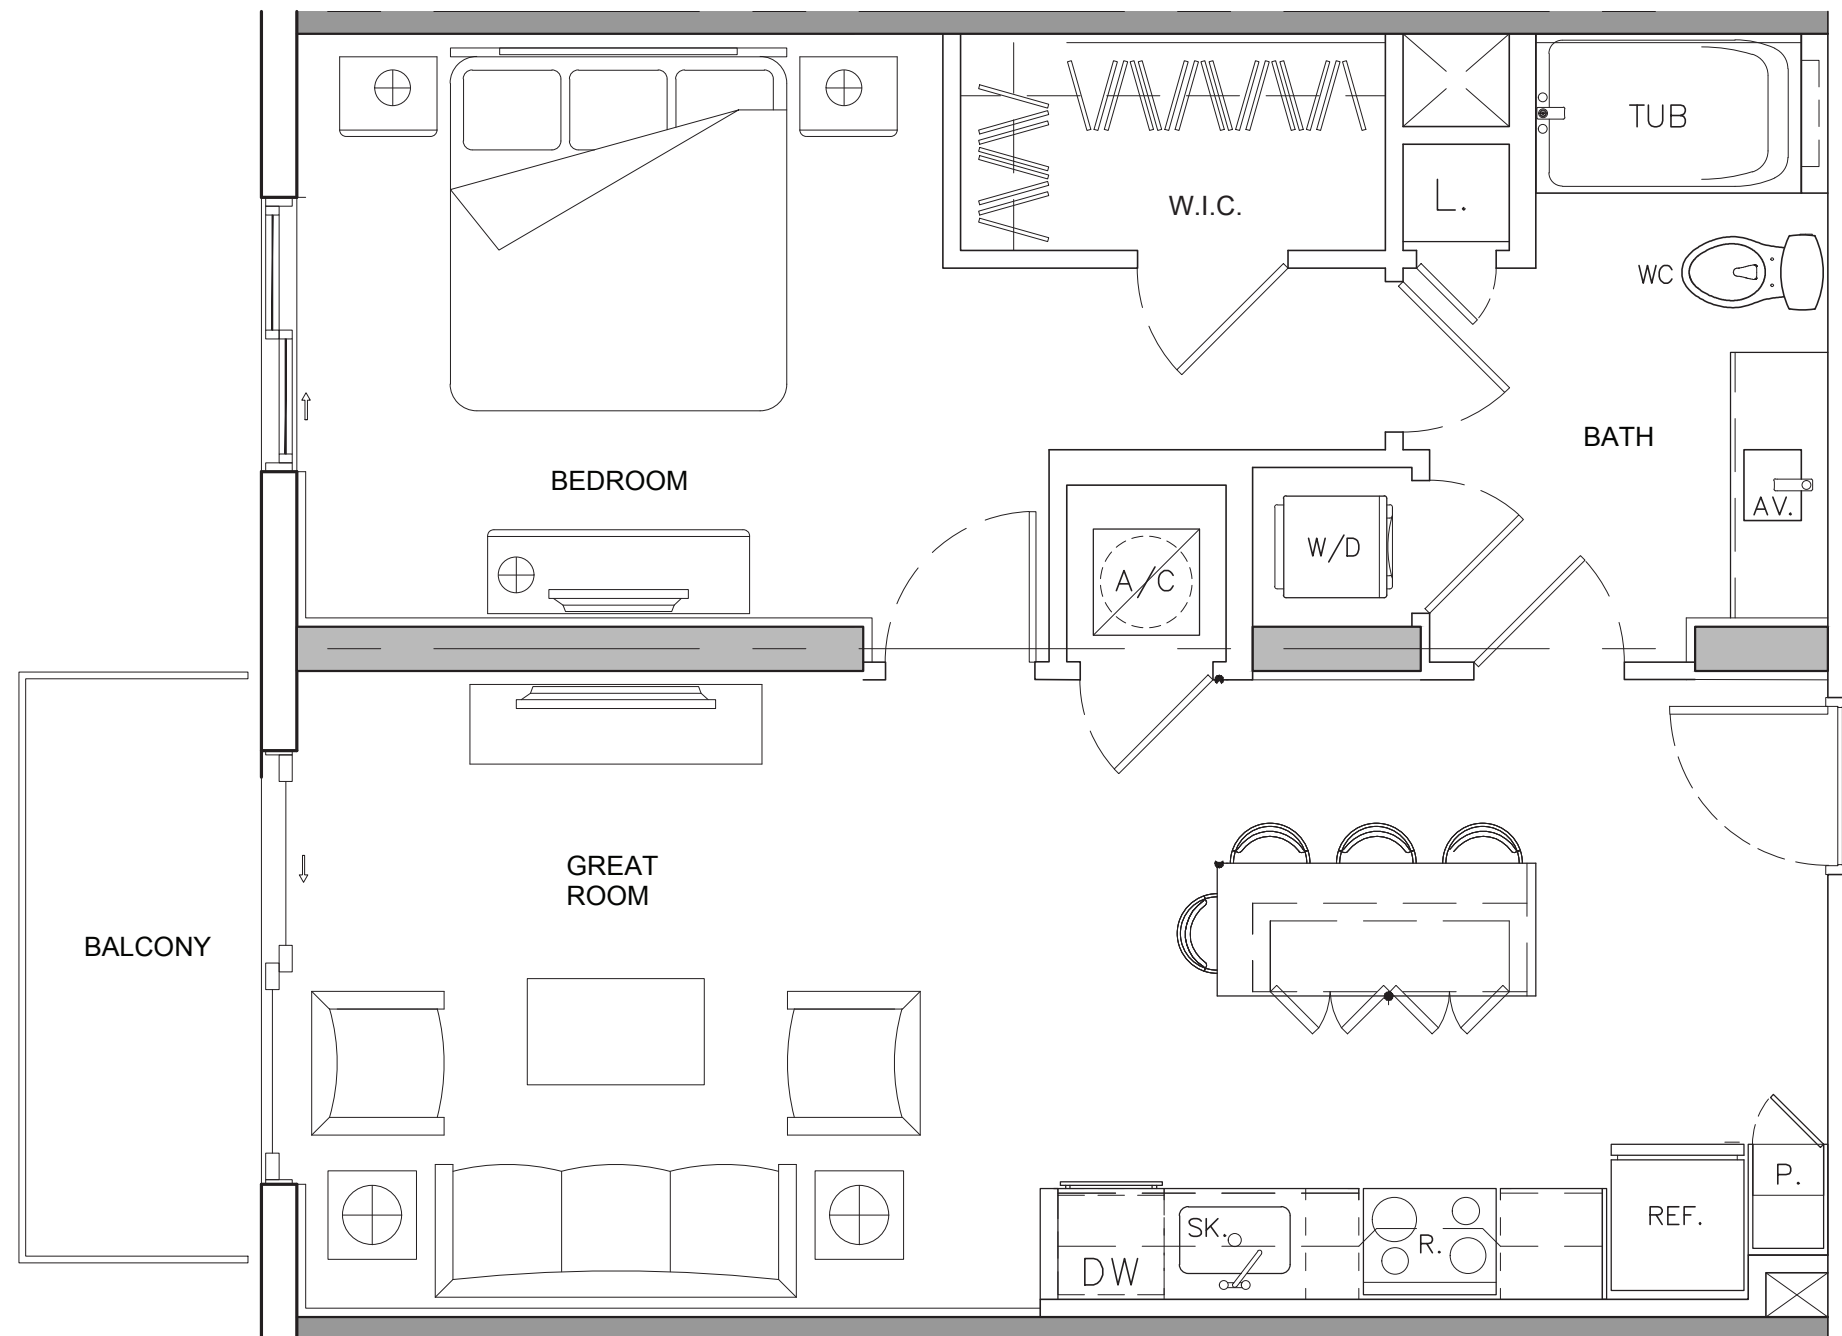 TUB
W.I.C.
L.
WC
BATH
BEDROOM
AV.
W/D
A/C
GREAT
ROOM
BALCONY
P.
REF.
SK.
R.
DW